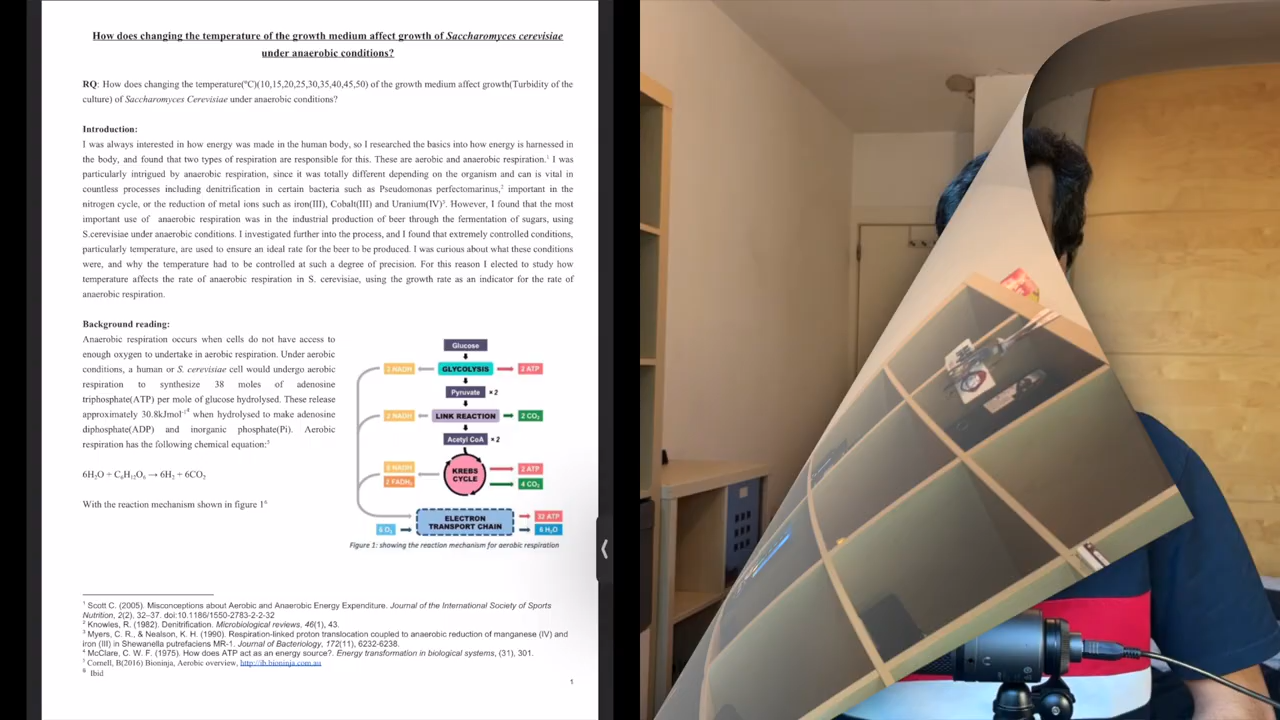 How does changing the temperature of the growth medium affect growth of Saccharomyces cerevisiae
under anaerobic conditions?
RQ: How does changing the temperature(°C)(10,15,20,25,30,35,40,45,50) of the growth medium affect growth(Turbidity of the
culture) of Saccharomyces Cerevisiae under anaerobic conditions?
Introduction:
I was always interested in how energy was made in the human body, so I researched the basics into how energy is harnessed in
the body, and found that two types of respiration are responsible for this. These are aerobic and anaerobic respiration.¹ I was
particularly intrigued by anaerobic respiration, since it was totally different depending on the organism and can is vital in
countless processes including denitrification in certain bacteria such as Pseudomonas perfectomarinus,² important in the
nitrogen cycle, or the reduction of metal ions such as iron(III), Cobalt(III) and Uranium(IV)³. However, I found that the most
important use of anaerobic respiration was in the industrial production of beer through the fermentation of sugars, using
S.cerevisiae under anaerobic conditions. I investigated further into the process, and I found that extremely controlled conditions,
particularly temperature, are used to ensure an ideal rate for the beer to be produced. I was curious about what these conditions
were, and why the temperature had to be controlled at such a degree of precision. For this reason I elected to study how
temperature affects the rate of anaerobic respiration in S. cerevisiae, using the growth rate as an indicator for the rate of
anaerobic respiration.
Background reading:
Anaerobic respiration occurs when cells do not have access to
enough oxygen to undertake in aerobic respiration. Under aerobic
conditions, a human or S. cerevisiae cell would undergo aerobic
respiration to synthesize 38 moles of adenosine
triphosphate(ATP) per mole of glucose hydrolysed. These release
approximately 30.8kJmol⁻¹⁴ when hydrolysed to make adenosine
diphosphate(ADP) and inorganic phosphate(Pi). Aerobic
respiration has the following chemical equation:⁵
6H₂O + C₆H₁₂O₆ → 6H₂ + 6CO₂
With the reaction mechanism shown in figure 1⁶
Glucose
2 NADH GLYCOLYSIS 2 ATP
Pyruvate × 2
2 NADH LINK REACTION 2 CO₂
Acetyl CoA × 2
6 NADH
2 FADH₂
KREBS
CYCLE
2 ATP
4 CO₂
ELECTRON
TRANSPORT CHAIN
32 ATP
6 O₂
6 H₂O
Figure 1: showing the reaction mechanism for aerobic respiration
¹ Scott C. (2005). Misconceptions about Aerobic and Anaerobic Energy Expenditure. Journal of the International Society of Sports
Nutrition, 2(2), 32–37. doi:10.1186/1550-2783-2-2-32
² Knowles, R. (1982). Denitrification. Microbiological reviews, 46(1), 43.
³ Myers, C. R., & Nealson, K. H. (1990). Respiration-linked proton translocation coupled to anaerobic reduction of manganese (IV) and
iron (III) in Shewanella putrefaciens MR-1. Journal of Bacteriology, 172(11), 6232-6238.
⁴ McClare, C. W. F. (1975). How does ATP act as an energy source?. Energy transformation in biological systems, (31), 301.
⁵ Cornell, B(2016) Bioninja, Aerobic overview, http://ib.bioninja.com.au
⁶ Ibid
1